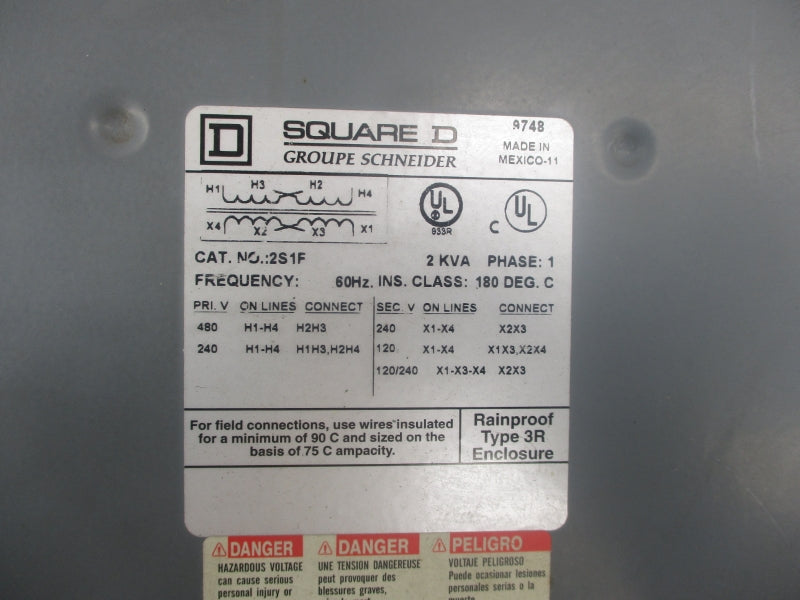 D SQUARE D 9748
GROUPE SCHNEIDER MADE IN
MEXICO-11
H1 H3 H2 H4
X4 X2 X3 X1
UL
933R
C UL
CAT. NO.:2S1F 2 KVA PHASE: 1
FREQUENCY: 60Hz. INS. CLASS: 180 DEG. C
PRI. V ON LINES CONNECT SEC. V ON LINES CONNECT
480 H1-H4 H2H3 240 X1-X4 X2X3
240 H1-H4 H1H3,H2H4 120 X1-X4 X1X3,X2X4
120/240 X1-X3-X4 X2X3
For field connections, use wires insulated
for a minimum of 90 C and sized on the
basis of 75 C ampacity.
Rainproof
Type 3R
Enclosure
DANGER
HAZARDOUS VOLTAGE
can cause serious
personal injury or
DANGER
UNE TENSION DANGEREUSE
peut provoquer des
blessures graves,
PELIGRO
VOLTAJE PELIGROSO
Puede ocasionar lesiones
personales serias o la